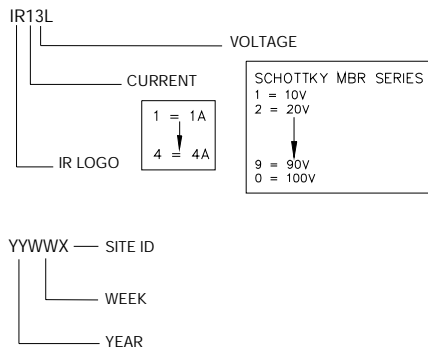 IR13L
VOLTAGE
CURRENT
IR LOGO
1 = 1A
4 = 4A
SCHOTTKY MBR SERIES
1 = 10V
2 = 20V
9 = 90V
0 = 100V
YYWWX
SITE ID
WEEK
YEAR